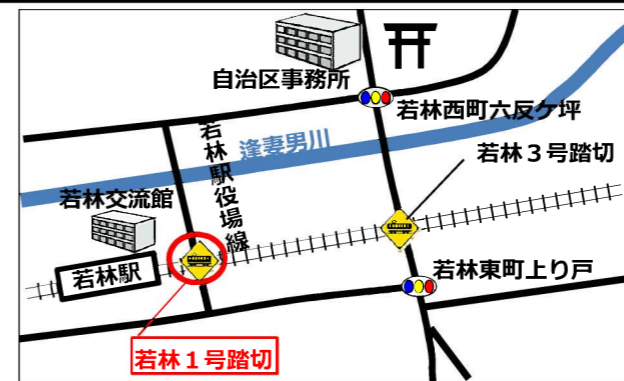 自治区事務所
若林西町六反ケ坪
若林駅役場線
逢妻男川
若林３号踏切
若林交流館
若林駅
若林東町上り戸
若林１号踏切